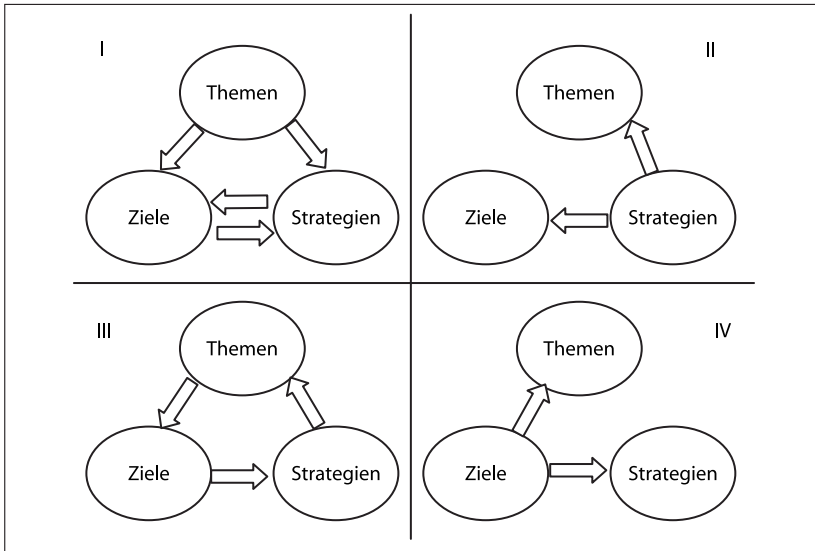 I
Themen
Ziele
Strategien
II
Themen
Ziele
Strategien
III
Themen
Ziele
Strategien
IV
Themen
Ziele
Strategien